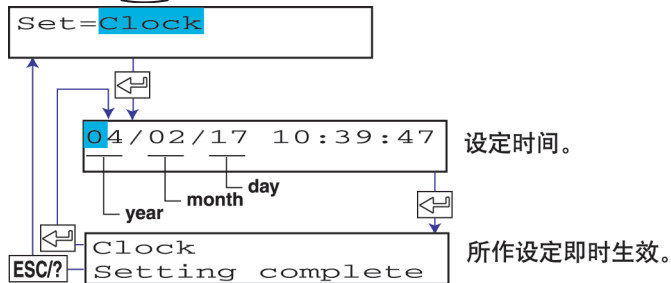 Set=Clock
04/02/17 10:39:47
设定时间。
year
month
day
Clock
所作设定即时生效。
ESC/?
Setting complete